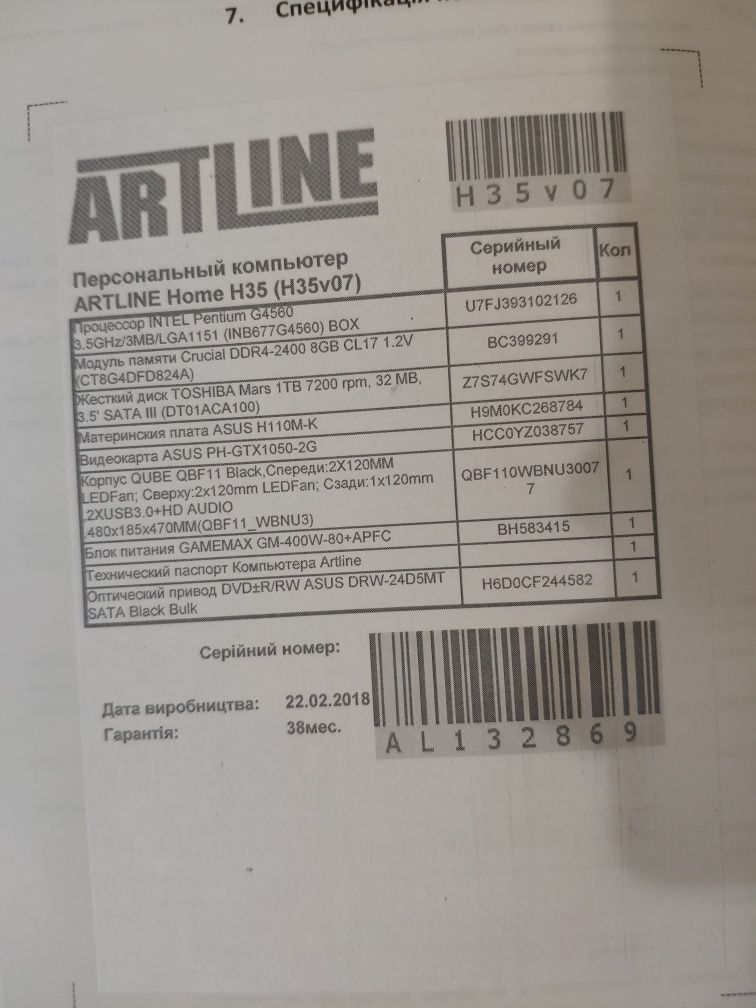 7. Специфікація
ARTLINE
H35v07
Персональный компьютер
ARTLINE Home H35 (H35v07)
Серийный
номер
Кол
Процессор INTEL Pentium G4560
3.5GHz/3MB/LGA1151 (INB677G4560) BOX
U7FJ393102126
1
Модуль памяти Crucial DDR4-2400 8GB CL17 1.2V
(CT8G4DFD824A)
BC399291
1
Жесткий диск TOSHIBA Mars 1TB 7200 rpm, 32 MB,
3.5' SATA III (DT01ACA100)
Z7S74GWFSWK7
1
Материнския плата ASUS H110M-K
H9M0KC268784
1
Видеокарта ASUS PH-GTX1050-2G
HCC0YZ038757
1
Корпус QUBE QBF11 Black,Спереди:2X120MM
LEDFan; Сверху:2x120mm LEDFan; Сзади:1x120mm
,2XUSB3.0+HD AUDIO
,480x185x470MM(QBF11_WBNU3)
QBF110WBNU3007
7
1
Блок питания GAMEMAX GM-400W-80+APFC
BH583415
1
Технический паспорт Компьютера Artline
1
Оптический привод DVD±R/RW ASUS DRW-24D5MT
SATA Black Bulk
H6D0CF244582
1
Серійний номер:
Дата виробництва: 22.02.2018
Гарантія: 38мес.
AL132869